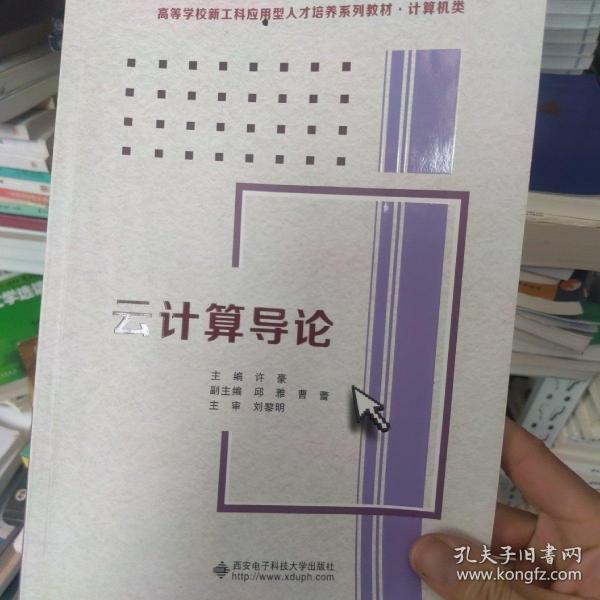 高等学校新工科应用型人才培养系列教材·计算机类
云计算导论
主 编 许 豪
副主编 邱 雅 曹 蕾
主 审 刘黎明
西安电子科技大学出版社
http://www.xduph.com
孔夫子旧书网
www.kongfz.com